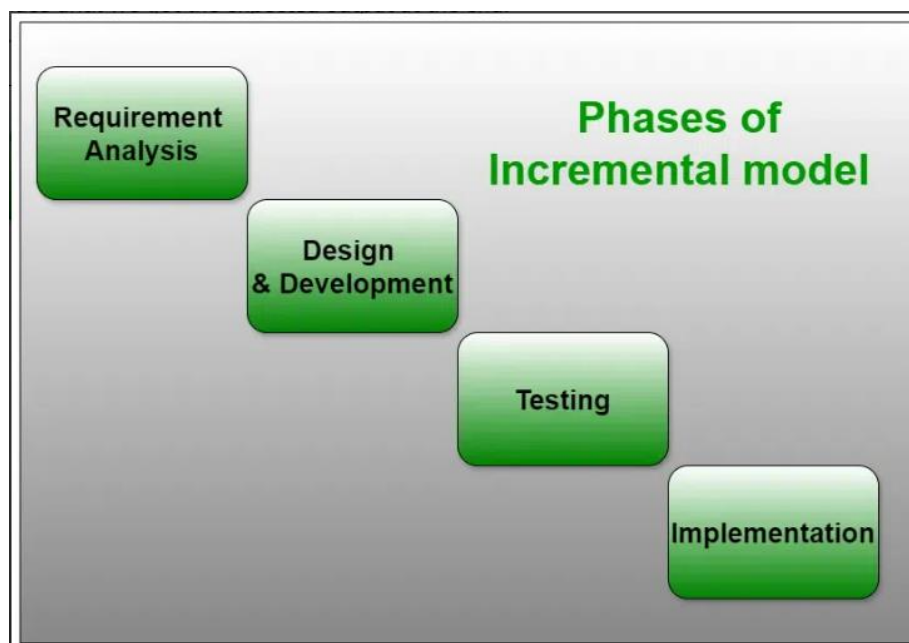 Requirement
Analysis
Phases of
Incremental model
Design
& Development
Testing
Implementation